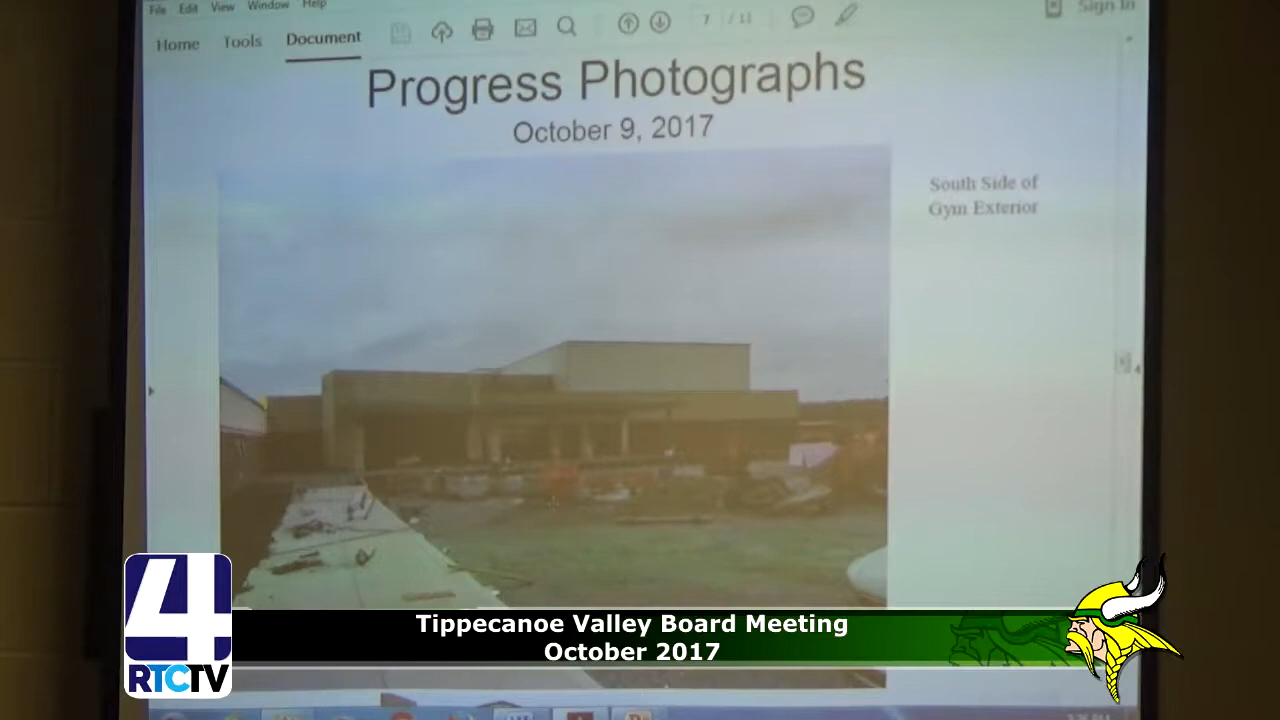 File Edit View Window Help
Home Tools Document
7 / 11
Sign In
Progress Photographs
October 9, 2017
South Side of
Gym Exterior
4
RTCTV
Tippecanoe Valley Board Meeting
October 2017